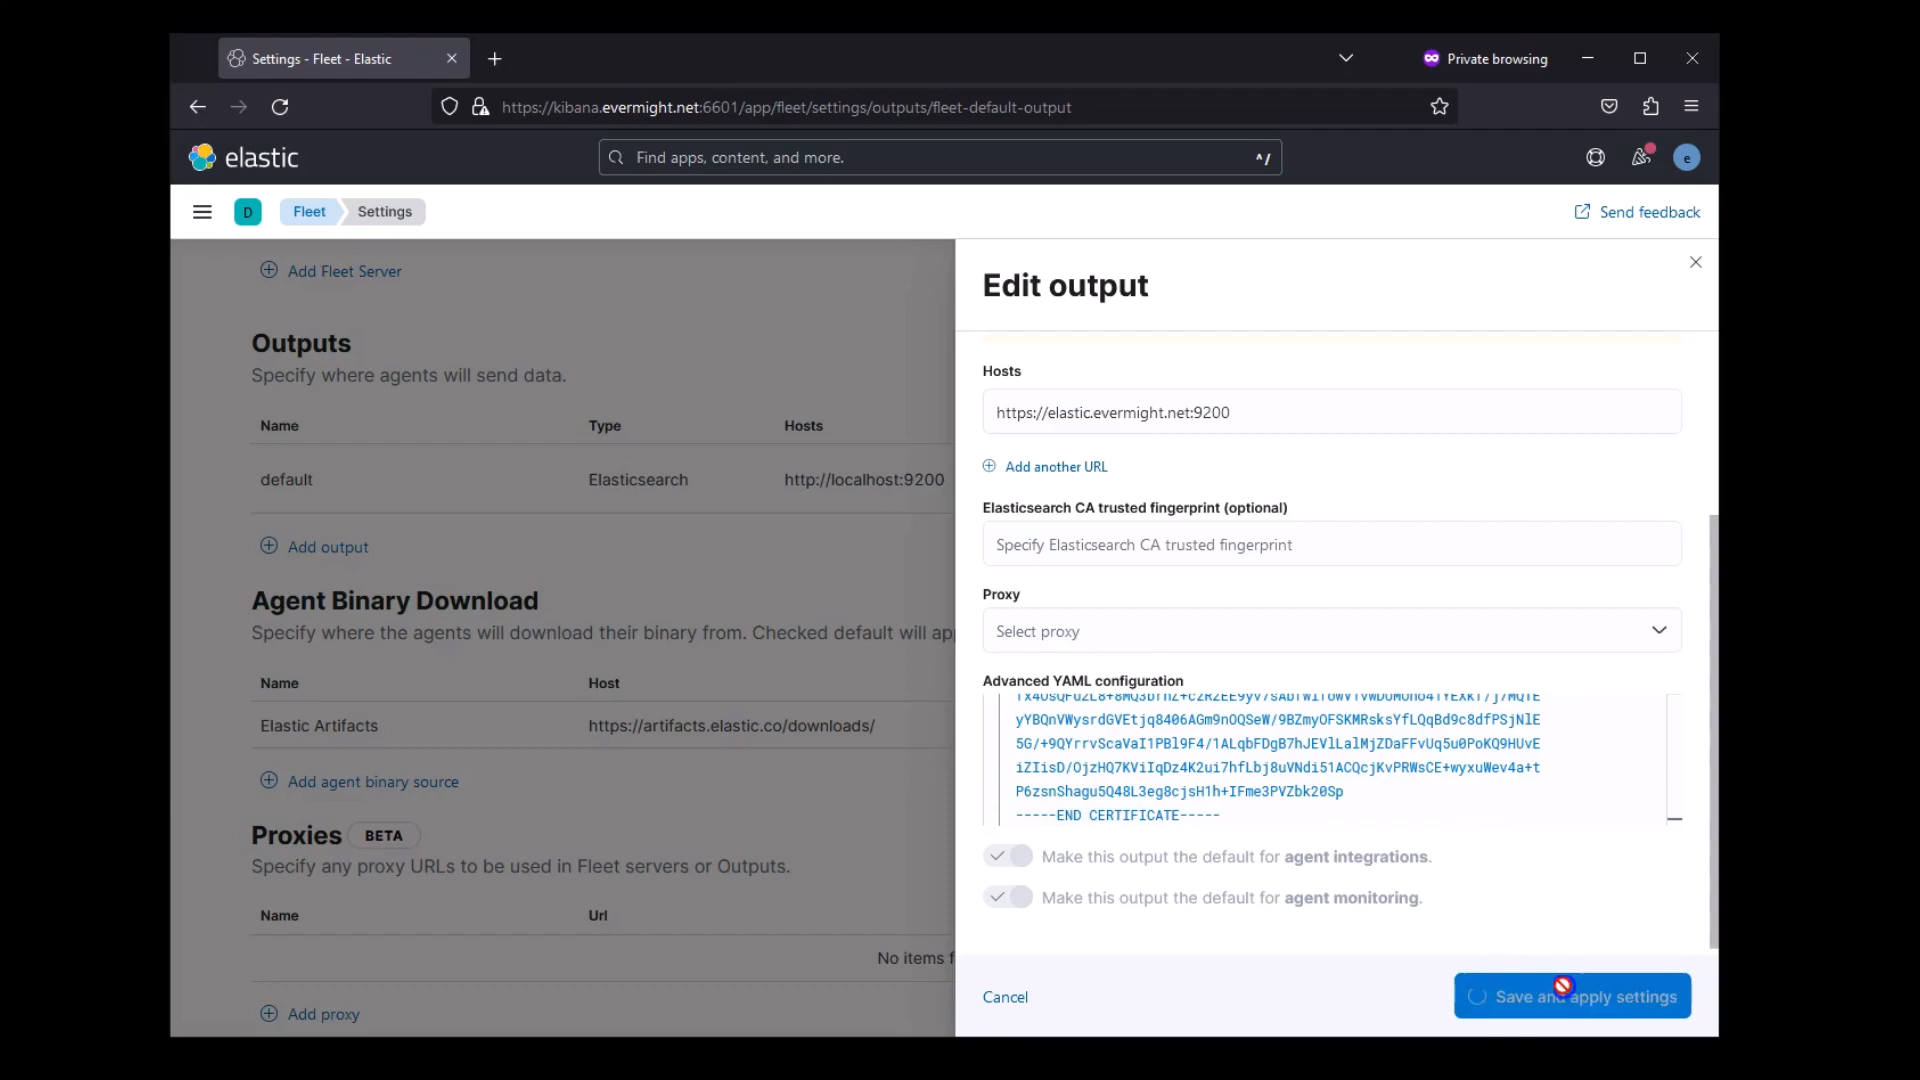 Settings - Fleet - Elastic
Private browsing
https://kibana.evermight.net:6601/app/fleet/settings/outputs/fleet-default-output
elastic
Find apps, content, and more.
^/
e
D
Fleet
Settings
Send feedback
Add Fleet Server
Outputs
Specify where agents will send data.
Name
Type
Hosts
default
Elasticsearch
http://localhost:9200
Add output
Agent Binary Download
Specify where the agents will download their binary from. Checked default will
Name
Host
Elastic Artifacts
https://artifacts.elastic.co/downloads/
Add agent binary source
Proxies
BETA
Specify any proxy URLs to be used in Fleet servers or Outputs.
Name
Url
No items
Add proxy
Edit output
Hosts
https://elastic.evermight.net:9200
Add another URL
Elasticsearch CA trusted fingerprint (optional)
Specify Elasticsearch CA trusted fingerprint
Proxy
Select proxy
Advanced YAML configuration
yYBQnVWysrdGVEtjq8406AGm9nOQSeW/9BZmyOFSKMRsksYfLQqBd9c8dfPSjNlE
5G/+9QYrrvScaVaI1PBl9F4/1ALqbFDgB7hJEVlLalMjZDaFFvUq5u0PoKQ9HUvE
iZIisD/OjzHQ7KViIqDz4K2ui7hfLbj8uVNdi51ACQcjKvPRWsCE+wyxuWev4a+t
P6zsnShagu5Q48L3eg8cjsH1h+IFme3PVZbk20Sp
-----END CERTIFICATE-----
Make this output the default for agent integrations.
Make this output the default for agent monitoring.
Cancel
Save and apply settings